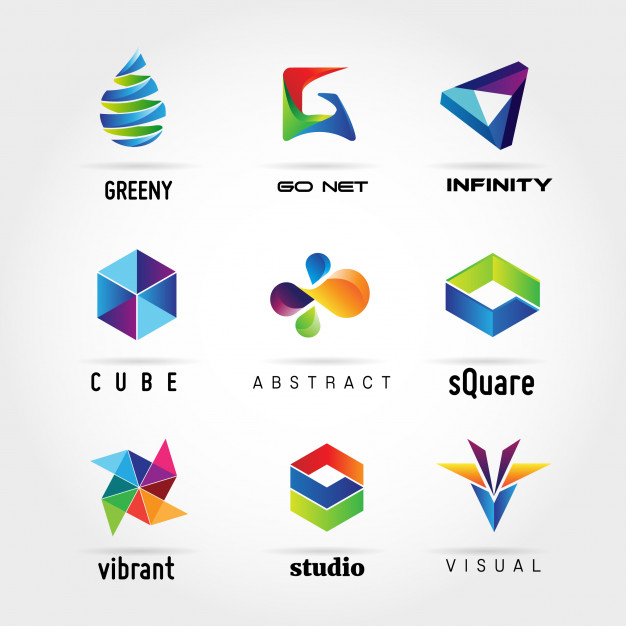 GREENY
GO NET
INFINITY
CUBE
ABSTRACT
sQuare
vibrant
studio
VISUAL